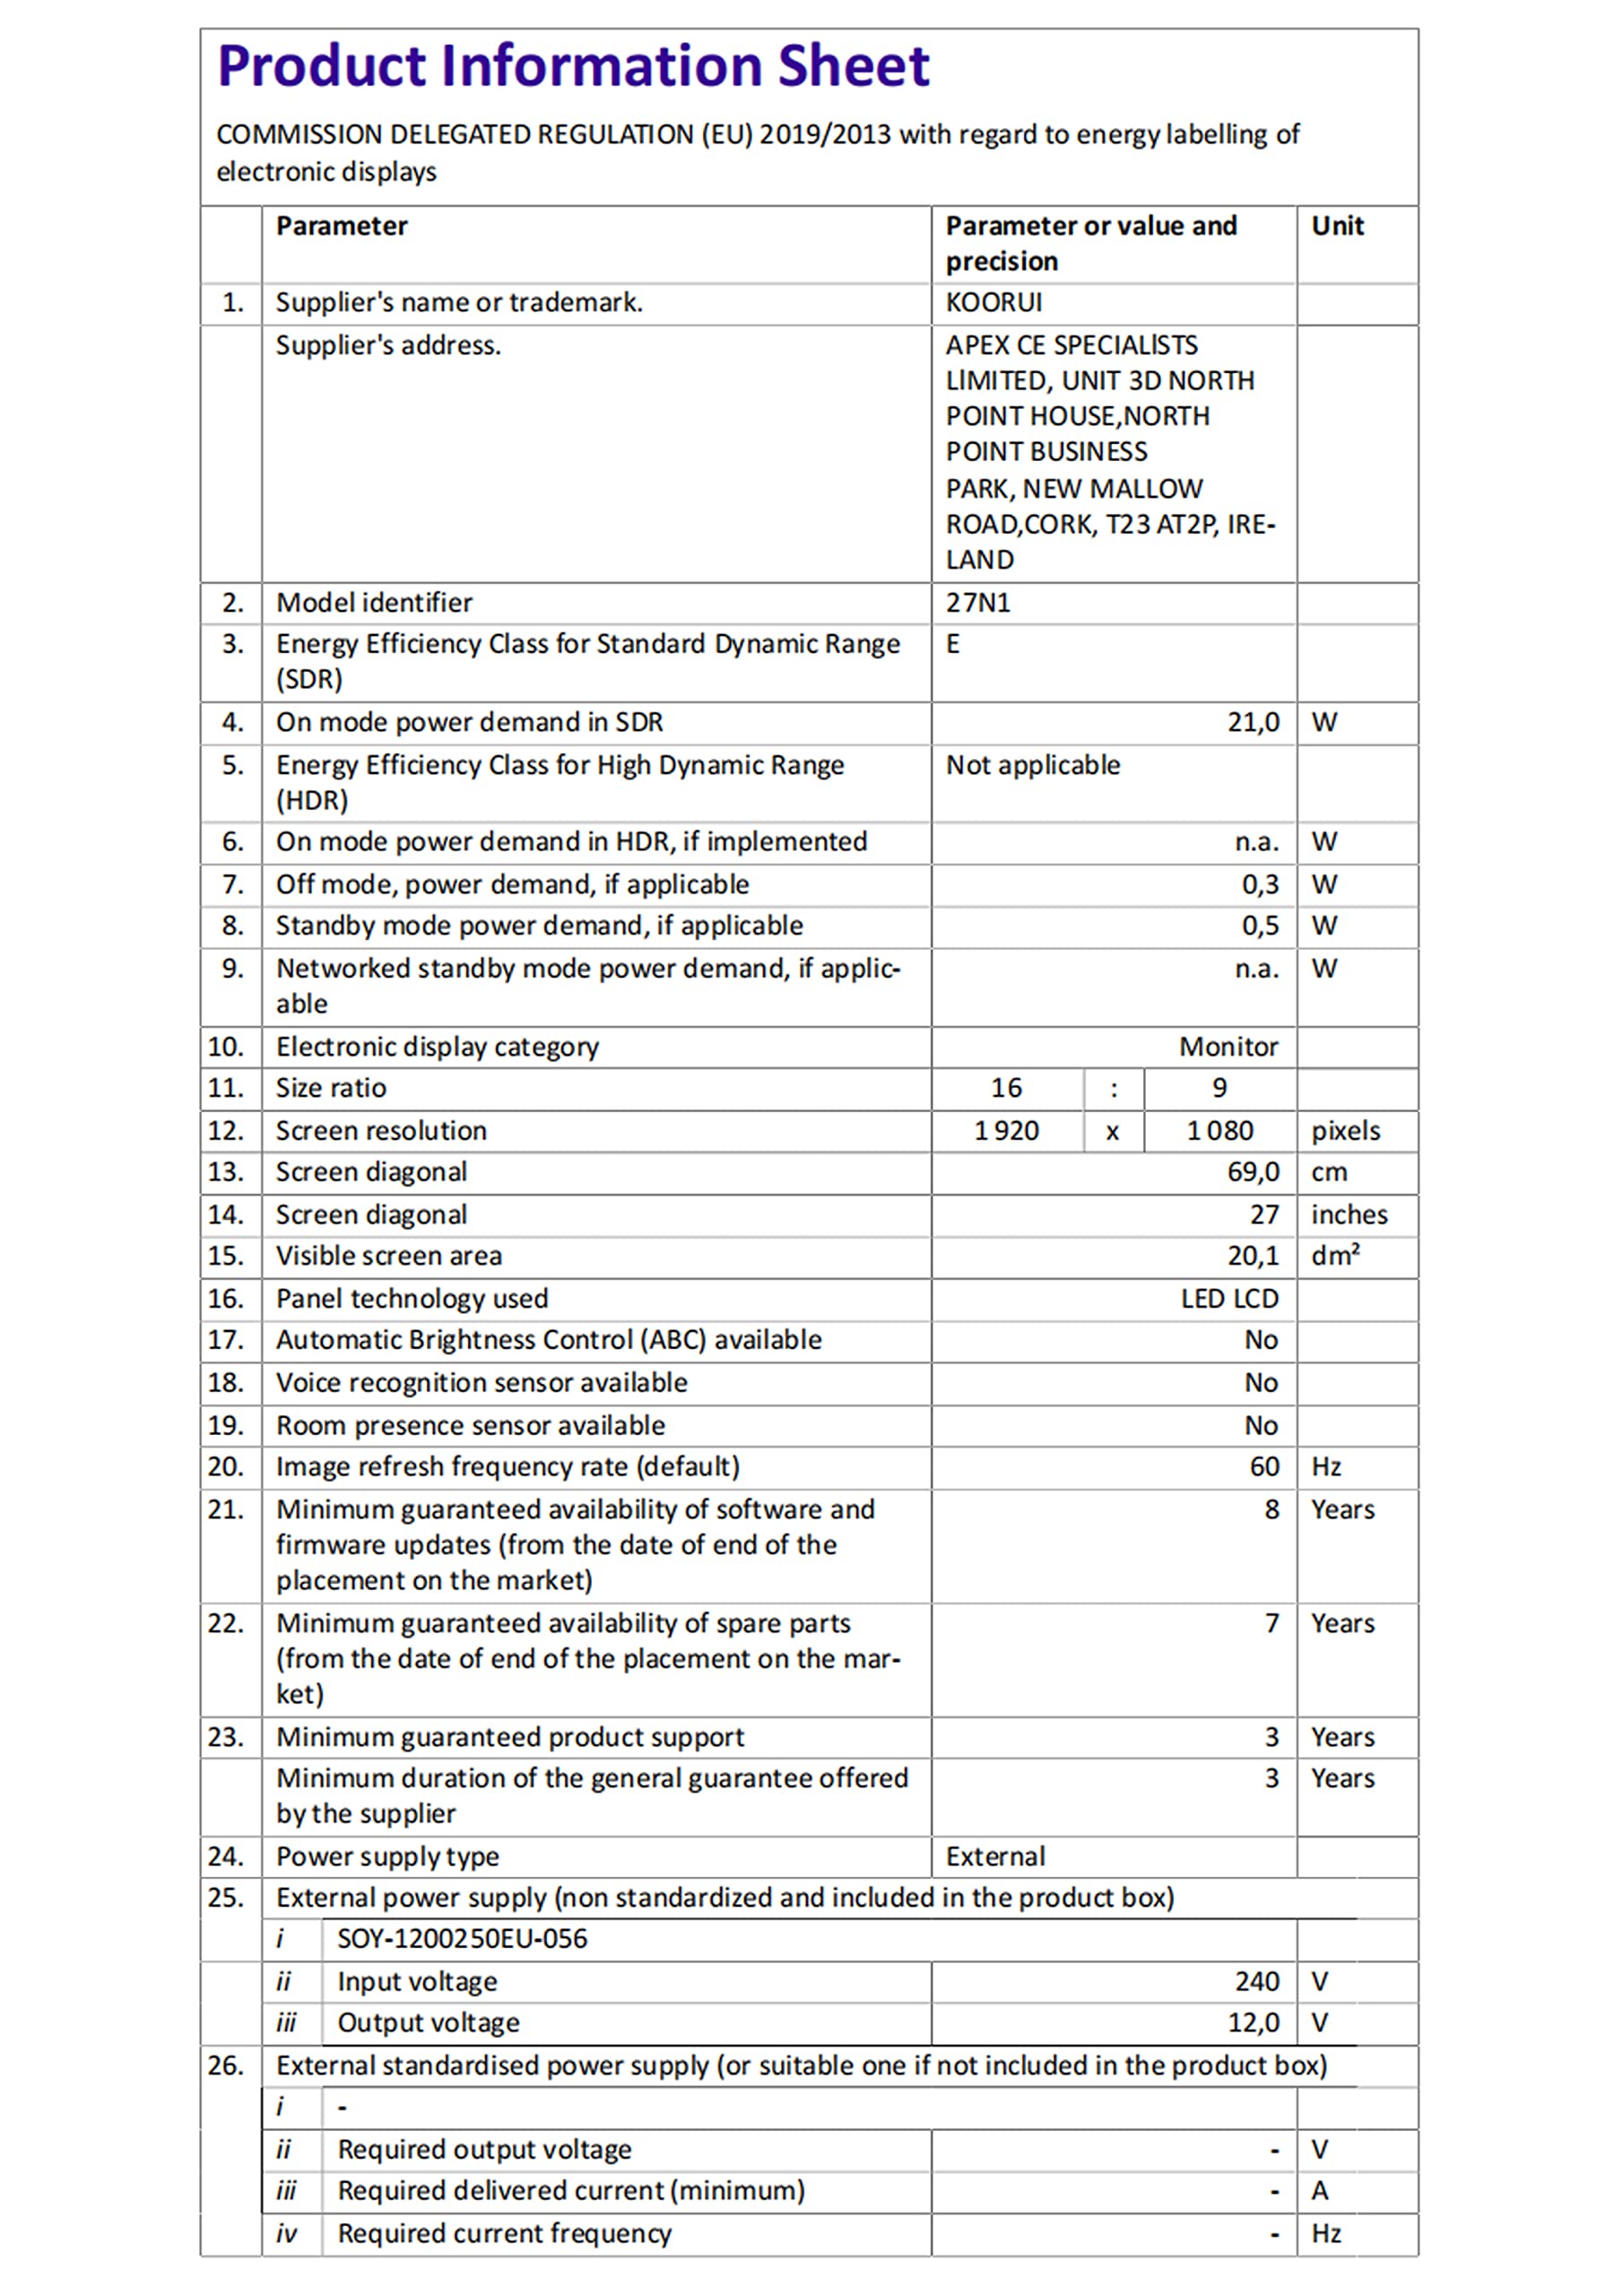 Product Information Sheet
COMMISSION DELEGATED REGULATION (EU) 2019/2013 with regard to energy labelling of
electronic displays
Parameter Parameter or value and Unit
precision
1. Supplier's name or trademark. KOORUI
Supplier's address. APEX CE SPECIALlSTS
LlMITED, UNIT 3D NORTH
POINT HOUSE,NORTH
POINT BUSINESS
PARK, NEW MALLOW
ROAD,CORK, T23 AT2P, IRE-
LAND
2. Model identifier 27N1
3. Energy Efficiency Class for Standard Dynamic Range E
(SDR)
4. On mode power demand in SDR 21,0 W
5. Energy Efficiency Class for High Dynamic Range Not applicable
(HDR)
6. On mode power demand in HDR, if implemented n.a. W
7. Off mode, power demand, if applicable 0,3 W
8. Standby mode power demand, if applicable 0,5 W
9. Networked standby mode power demand, if applic- n.a. W
able
10. Electronic display category Monitor
11. Size ratio 16 : 9
12. Screen resolution 1 920 x 1 080 pixels
13. Screen diagonal 69,0 cm
14. Screen diagonal 27 inches
15. Visible screen area 20,1 dm²
16. Panel technology used LED LCD
17. Automatic Brightness Control (ABC) available No
18. Voice recognition sensor available No
19. Room presence sensor available No
20. Image refresh frequency rate (default) 60 Hz
21. Minimum guaranteed availability of software and 8 Years
firmware updates (from the date of end of the
placement on the market)
22. Minimum guaranteed availability of spare parts 7 Years
(from the date of end of the placement on the mar-
ket)
23. Minimum guaranteed product support 3 Years
Minimum duration of the general guarantee offered 3 Years
by the supplier
24. Power supply type External
25. External power supply (non standardized and included in the product box)
i SOY-1200250EU-056
ii Input voltage 240 V
iii Output voltage 12,0 V
26. External standardised power supply (or suitable one if not included in the product box)
i -
ii Required output voltage - V
iii Required delivered current (minimum) - A
iv Required current frequency - Hz